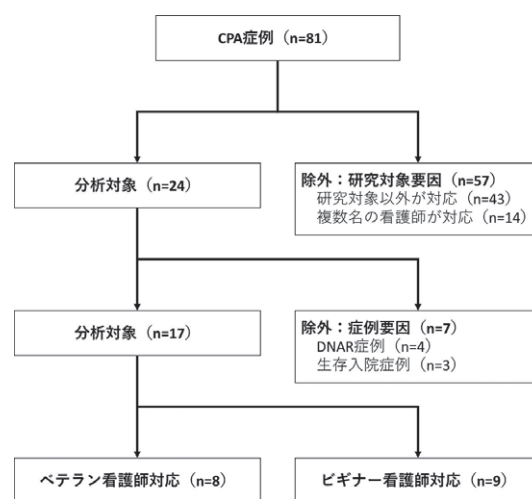 CPA症例（n=81）
分析対象（n=24）
除外：研究対象要因（n=57）
研究対象以外が対応（n=43）
複数名の看護師が対応（n=14）
分析対象（n=17）
除外：症例要因（n=7）
DNAR症例（n=4）
生存入院症例（n=3）
ベテラン看護師対応（n=8）
ビギナー看護師対応（n=9）